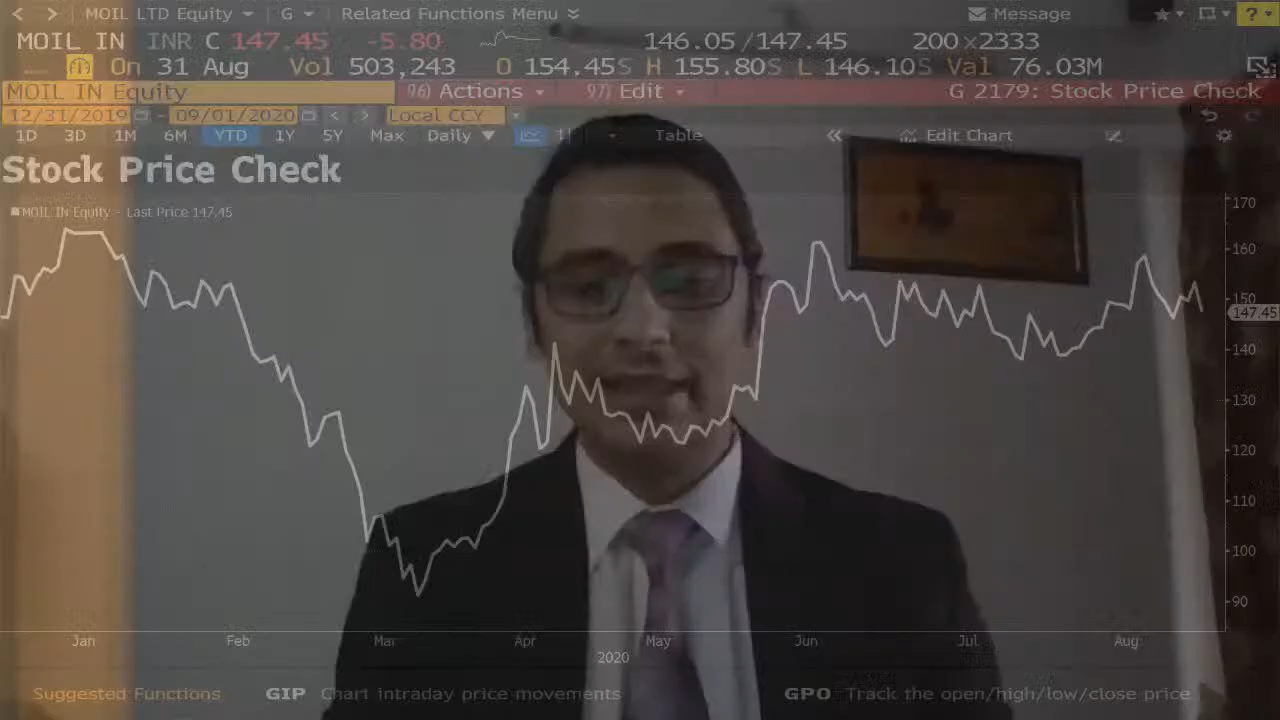 < > MOIL LTD Equity G Related Functions Menu Message ?
MOIL IN INR C 147.45 -5.80 146.05/147.45 200×2333
On 31 Aug Vol 503,243 O 154.45S H 155.80S L 146.10S Val 76.03M
MOIL IN Equity 96) Actions 97) Edit G 2179: Stock Price Check
12/31/2019 - 09/01/2020 < > Local CCY
1D 3D 1M 6M YTD 1Y 5Y Max Daily ▼ Table « Edit Chart
Stock Price Check
MOIL IN Equity - Last Price 147.45
170
160
150
147.45
140
130
120
110
100
90
Jan Feb Mar Apr May Jun Jul Aug
2020
Suggested Functions GIP Chart intraday price movements GPO Track the open/high/low/close price